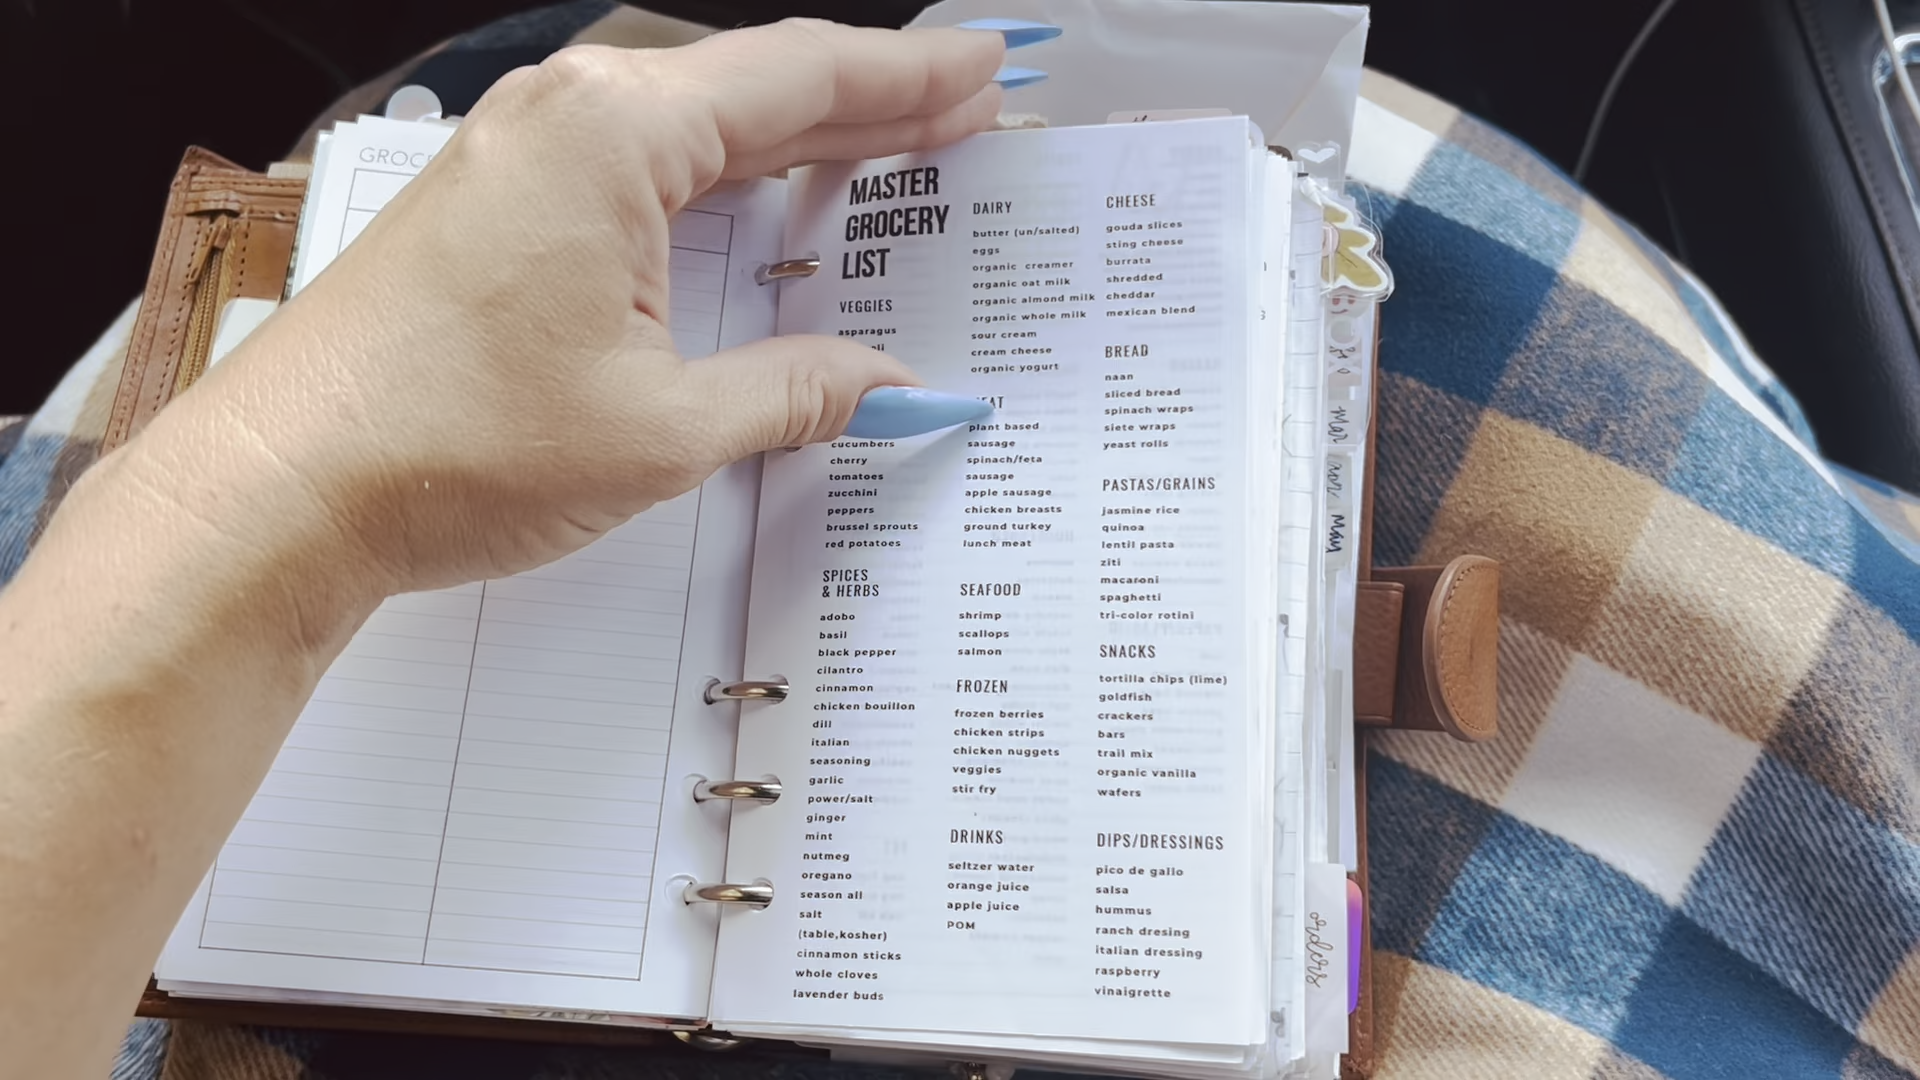 MASTER
GROCERY
LIST
VEGGIES
asparagus
cucumbers
cherry
tomatoes
zucchini
peppers
brussel sprouts
red potatoes
SPICES
& HERBS
adobo
basil
black pepper
cilantro
cinnamon
chicken bouillon
dill
italian
seasoning
garlic
power/salt
ginger
mint
nutmeg
oregano
season all
salt
(table,kosher)
cinnamon sticks
whole cloves
lavender buds
DAIRY
butter (un/salted)
eggs
organic creamer
organic oat milk
organic almond milk
organic whole milk
sour cream
cream cheese
organic yogurt
plant based
sausage
spinach/feta
sausage
apple sausage
chicken breasts
ground turkey
lunch meat
SEAFOOD
shrimp
scallops
salmon
FROZEN
frozen berries
chicken strips
chicken nuggets
veggies
stir fry
DRINKS
seltzer water
orange juice
apple juice
POM
CHEESE
gouda slices
sting cheese
burrata
shredded
cheddar
mexican blend
BREAD
naan
sliced bread
spinach wraps
siete wraps
yeast rolls
PASTAS/GRAINS
jasmine rice
quinoa
lentil pasta
ziti
macaroni
spaghetti
tri-color rotini
SNACKS
tortilla chips (lime)
goldfish
crackers
bars
trail mix
organic vanilla
wafers
DIPS/DRESSINGS
pico de gallo
salsa
hummus
ranch dresing
italian dressing
raspberry
vinaigrette
mar
apr
may
orders